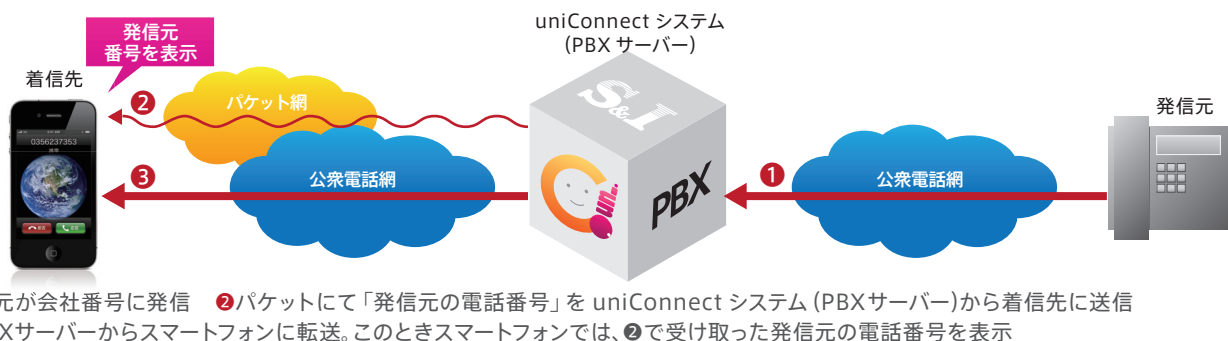 uniConnect システム
(PBX サーバー)
発信元
番号を表示
着信先
❷
パケット網
S&I
発信元
0356237353
❸
公衆電話網
uni
PBX
❶
公衆電話網
元が会社番号に発信 ❷パケットにて「発信元の電話番号」を uniConnect システム (PBXサーバー)から着信先に送信
Xサーバーからスマートフォンに転送。このときスマートフォンでは、❷で受け取った発信元の電話番号を表示